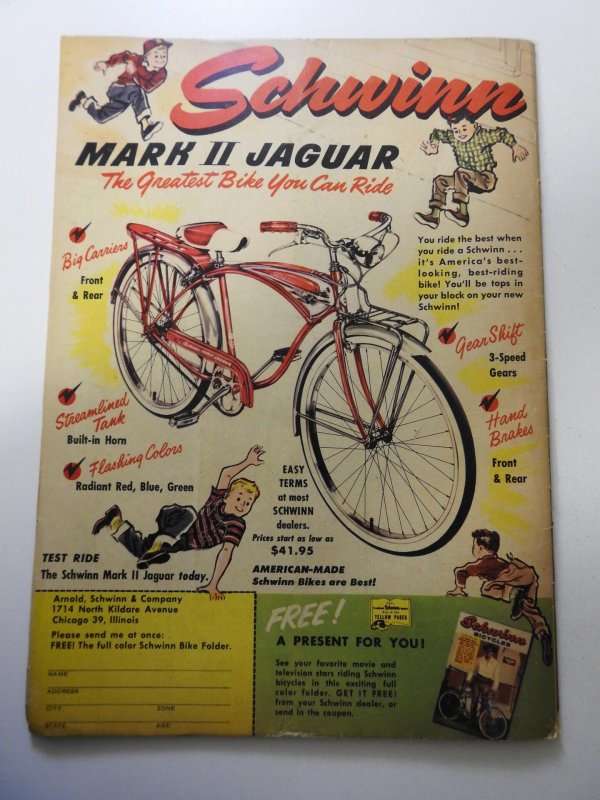 Schwinn
MARK II JAGUAR
The Greatest Bike You Can Ride
Big Carriers
Front
& Rear
You ride the best when
you ride a Schwinn . . .
it's America's best-
looking, best-riding
bike! You'll be tops in
your block on your new
Schwinn!
Gear Shift
3-Speed
Gears
Streamlined
Tank
Built-in Horn
Hand
Brakes
Front
& Rear
Flashing Colors
Radiant Red, Blue, Green
EASY
TERMS
at most
SCHWINN
dealers.
Prices start as low as
$41.95
TEST RIDE
The Schwinn Mark II Jaguar today.
AMERICAN-MADE
Schwinn Bikes are Best!
Arnold, Schwinn & Company
1714 North Kildare Avenue
Chicago 39, Illinois
Please send me at once:
FREE! The full color Schwinn Bike Folder.
NAME
ADDRESS
CITY ZONE
STATE AGE
FREE!
YELLOW PAGES
A PRESENT FOR YOU!
See your favorite movie and
television stars riding Schwinn
bicycles in this exciting full
color folder. GET IT FREE!
from your Schwinn dealer, or
send in the coupon.
Schwinn
BICYCLES